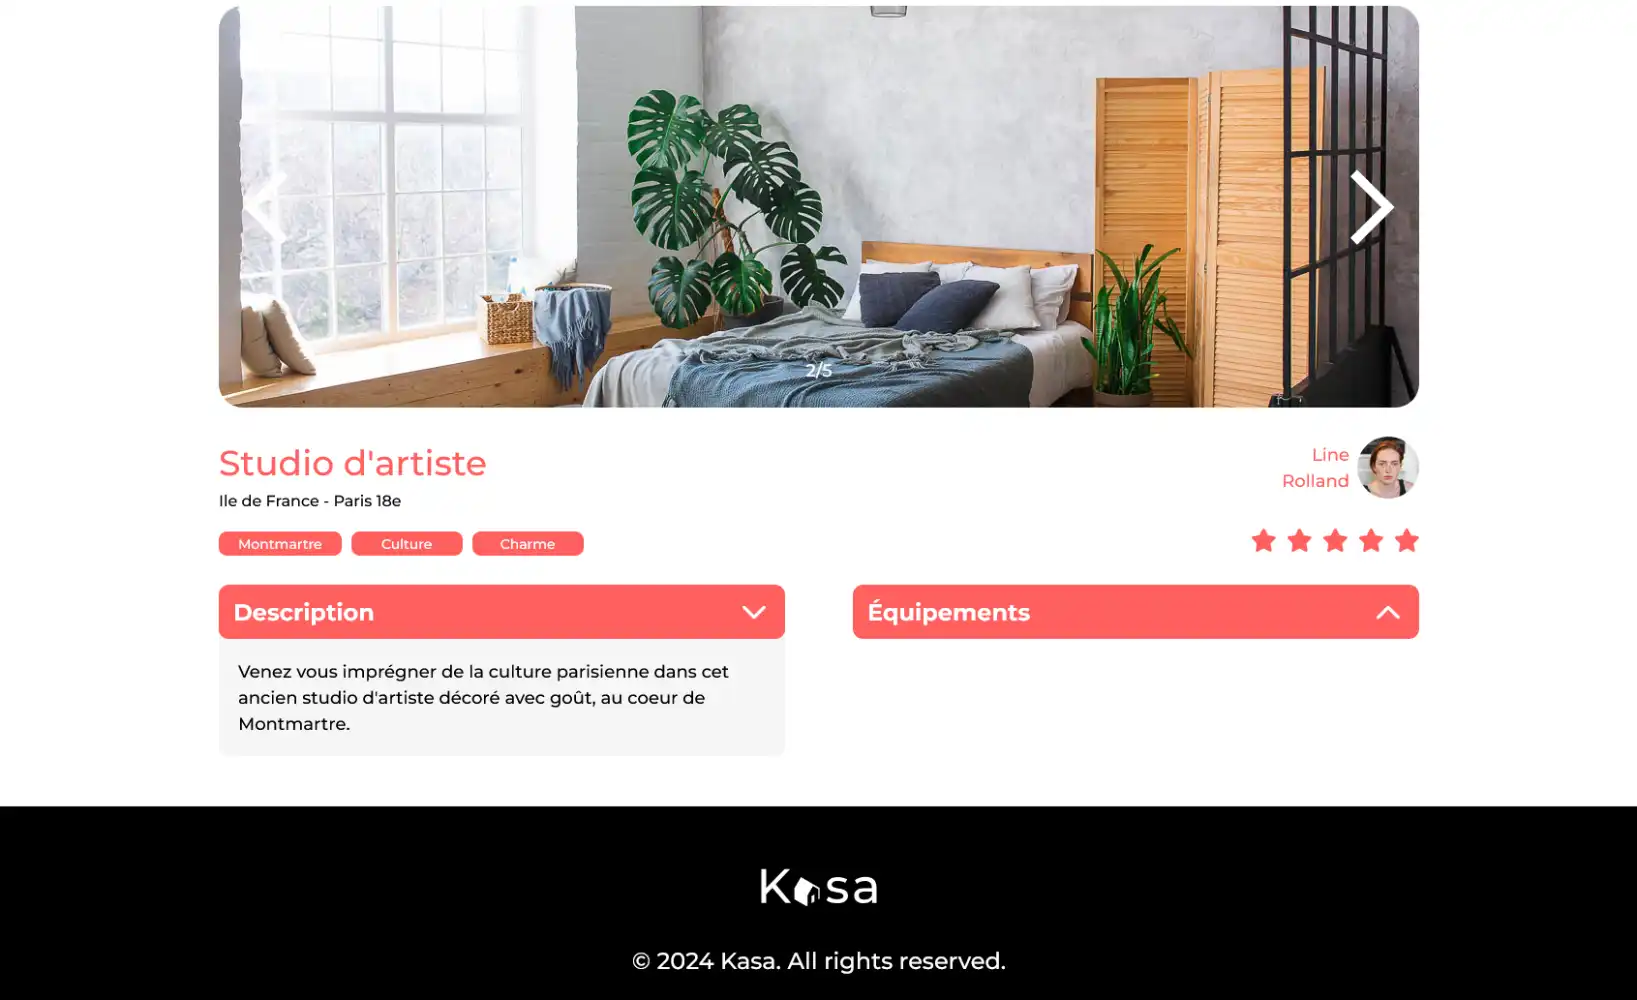 2/5
Studio d'artiste
Ile de France - Paris 18e
Line
Rolland
Montmartre
Culture
Charme
Description
Équipements
Venez vous imprégner de la culture parisienne dans cet
ancien studio d'artiste décoré avec goût, au coeur de
Montmartre.
Kasa
© 2024 Kasa. All rights reserved.